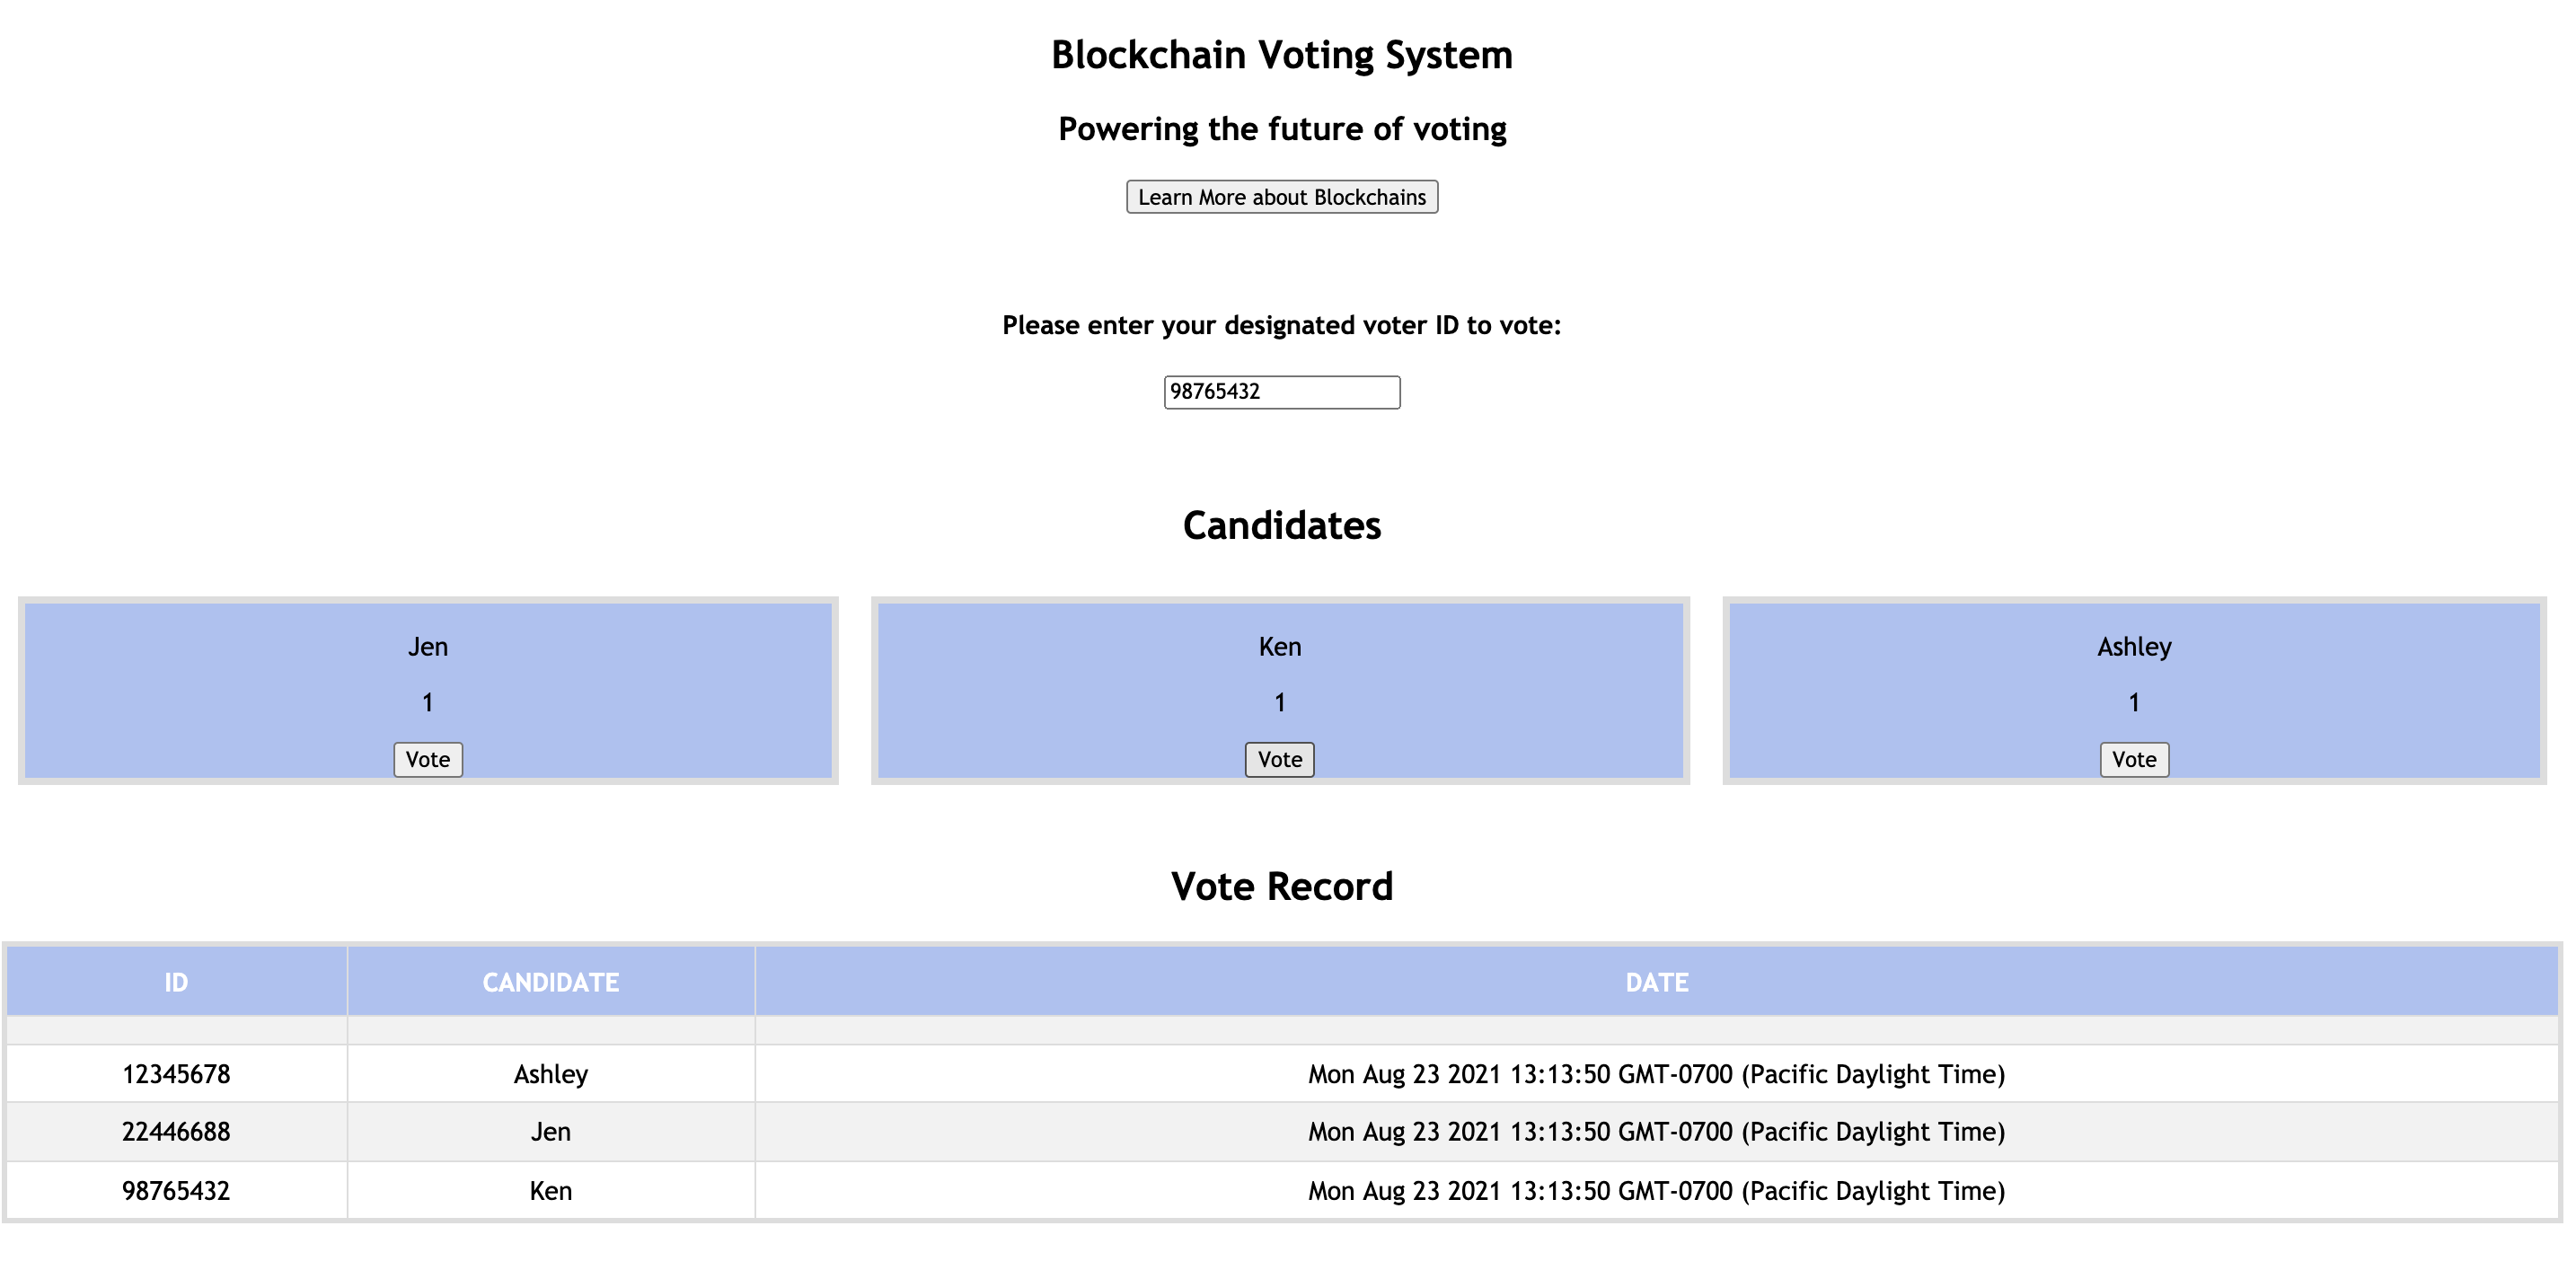 Blockchain Voting System
Powering the future of voting
Learn More about Blockchains
Please enter your designated voter ID to vote:
98765432
Candidates
Jen
1
Vote
Ken
1
Vote
Ashley
1
Vote
Vote Record
ID CANDIDATE DATE
12345678 Ashley Mon Aug 23 2021 13:13:50 GMT-0700 (Pacific Daylight Time)
22446688 Jen Mon Aug 23 2021 13:13:50 GMT-0700 (Pacific Daylight Time)
98765432 Ken Mon Aug 23 2021 13:13:50 GMT-0700 (Pacific Daylight Time)